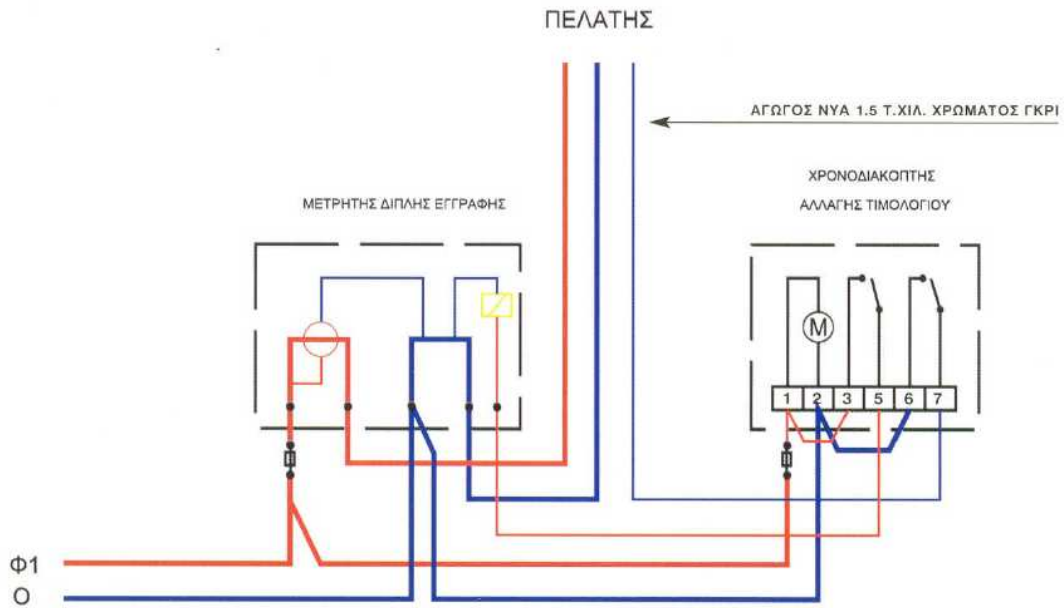 ΠΕΛΑΤΗΣ
ΑΓΩΓΟΣ ΝΥΑ 1.5 Τ.ΧΙΛ. ΧΡΩΜΑΤΟΣ ΓΚΡΙ
ΧΡΟΝΟΔΙΑΚΟΠΤΗΣ
ΑΛΛΑΓΗΣ ΤΙΜΟΛΟΓΙΟΥ
ΜΕΤΡΗΤΗΣ ΔΙΠΛΗΣ ΕΓΓΡΑΦΗΣ
M
1 2 3 5 6 7
Φ1
Ο